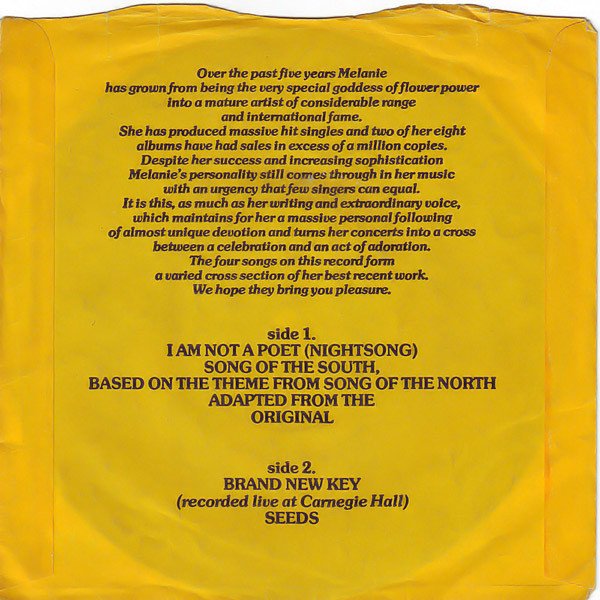 Over the past five years Melanie
has grown from being the very special goddess of flower power
into a mature artist of considerable range
and international fame.
She has produced massive hit singles and two of her eight
albums have had sales in excess of a million copies.
Despite her success and increasing sophistication
Melanie's personality still comes through in her music
with an urgency that few singers can equal.
It is this, as much as her writing and extraordinary voice,
which maintains for her a massive personal following
of almost unique devotion and turns her concerts into a cross
between a celebration and an act of adoration.
The four songs on this record form
a varied cross section of her best recent work.
We hope they bring you pleasure.
side 1.
I AM NOT A POET (NIGHTSONG)
SONG OF THE SOUTH,
BASED ON THE THEME FROM SONG OF THE NORTH
ADAPTED FROM THE
ORIGINAL
side 2.
BRAND NEW KEY
(recorded live at Carnegie Hall)
SEEDS